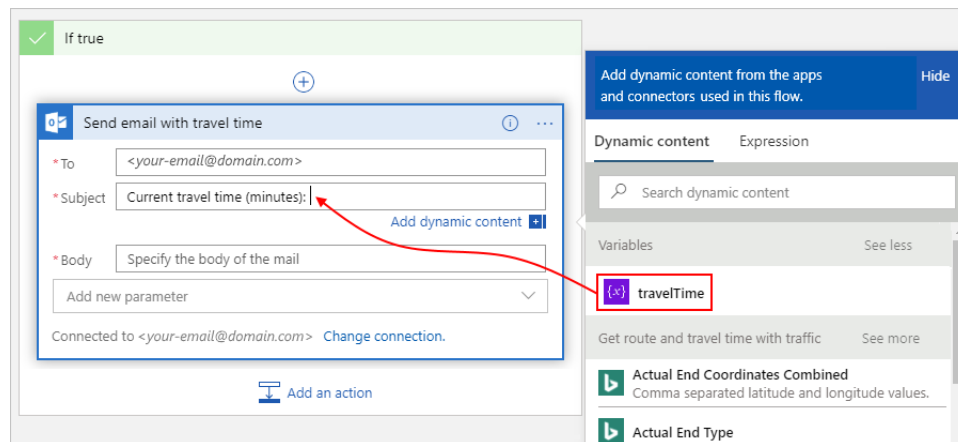 If true
Send email with travel time
* To
<your-email@domain.com>
* Subject
Current travel time (minutes):
Add dynamic content
* Body
Specify the body of the mail
Add new parameter
Connected to <your-email@domain.com> Change connection.
Add an action
Add dynamic content from the apps
and connectors used in this flow.
Hide
Dynamic content
Expression
Search dynamic content
Variables
See less
{x} travelTime
Get route and travel time with traffic
See more
Actual End Coordinates Combined
Comma separated latitude and longitude values.
Actual End Type